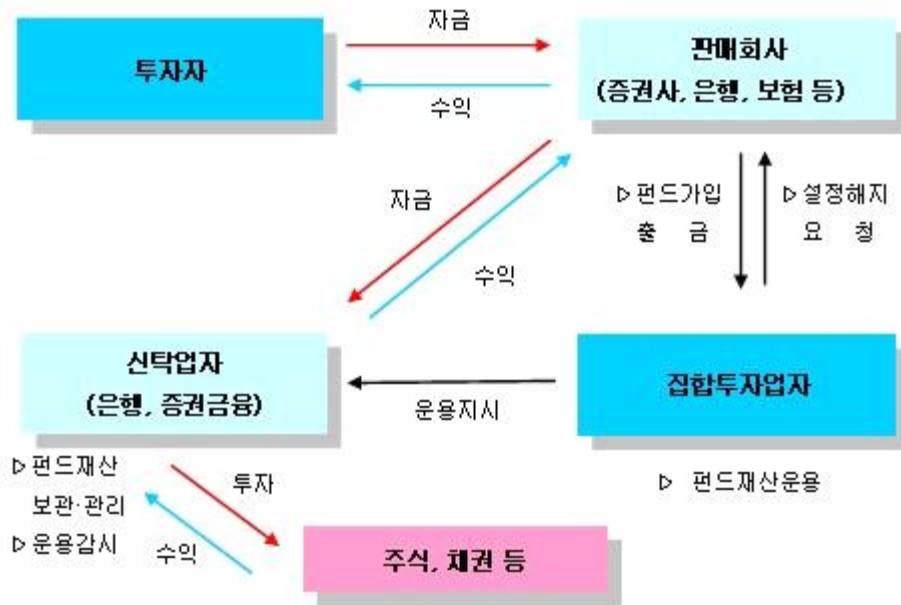 자금
투자자
판매회사
(증권사, 은행, 보험 등)
수익
자금
▷펀드가입
출 금
▷설정해지
요 청
수익
신탁업자
(은행, 증권금융)
집합투자업자
운용지시
▷펀드재산
보관·관리
▷운용감시
투자
수익
▷ 펀드재산운용
주식, 채권 등